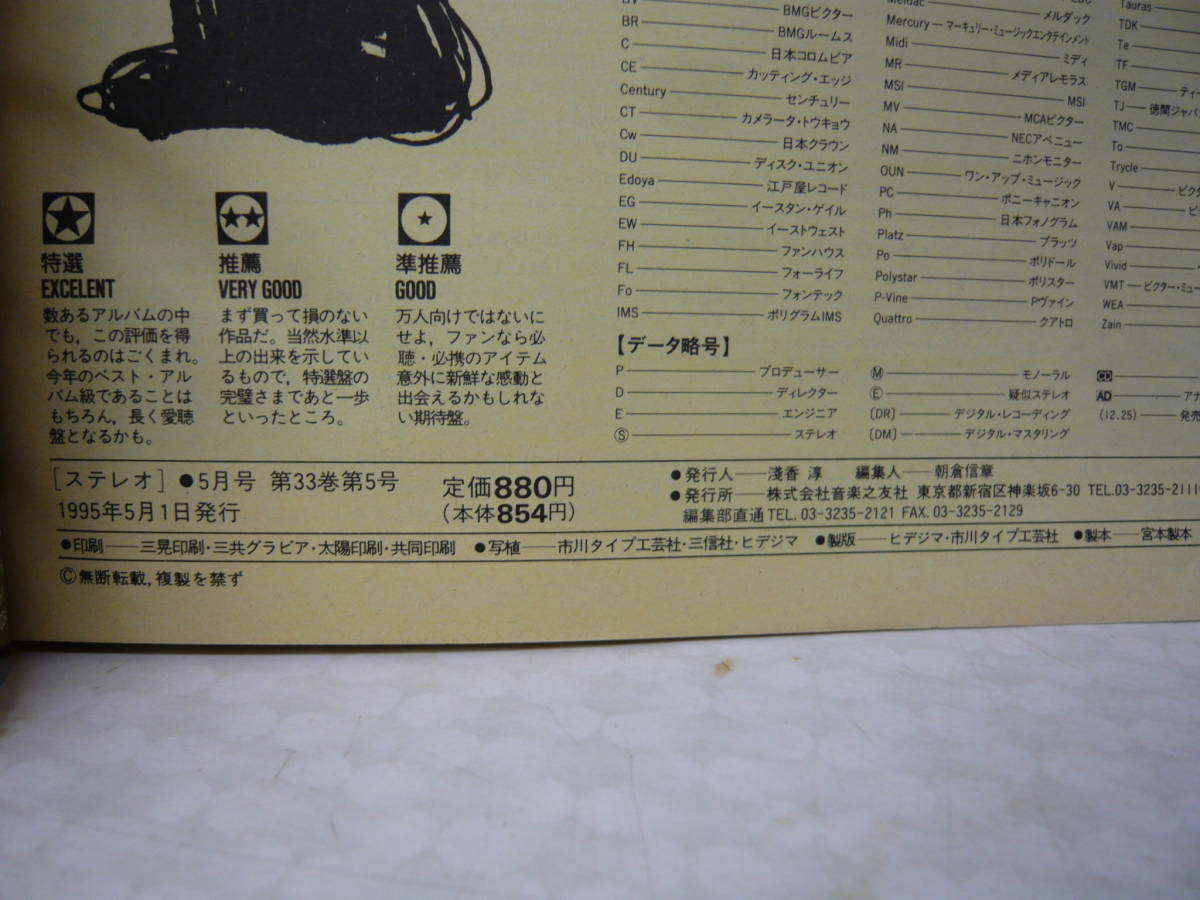 BMGビクター
BR BMGルームス
C 日本コロムビア
CE カッティング・エッジ
Century センチュリー
CT カメラータ・トウキョウ
Cw 日本クラウン
DU ディスク・ユニオン
Edoya 江戸屋レコード
EG イースタン・ゲイル
EW イーストウェスト
FH ファンハウス
FL フォーライフ
Fo フォンテック
IMS ポリグラムIMS
メルダック
Mercury マーキュリー・ミュージックエンタテインメント
Midi ミディ
MR メディアレモラス
MSI MSI
MV MCAビクター
NA NECアベニュー
NM ニホンモニター
OUN ワン・アップ・ミュージック
PC ポニーキャニオン
Ph 日本フォノグラム
Platz プラッツ
Po ポリドール
Polystar ポリスター
P-Vine Pヴァイン
Quattro クアトロ
Tauras
TDK
Te
TF
TGM ティー
TJ 徳間ジャパ
TMC
To
Trycle
V ビクタ
VA ビ
VAM
Vap
Vivid
VMT ビクター・ミュー
WEA
Zain
特選
EXCELENT
数あるアルバムの中
でも，この評価を得
られるのはごくまれ。
今年のベスト・アル
バム級であることは
もちろん，長く愛聴
盤となるかも。
推薦
VERY GOOD
まず買って損のない
作品だ。当然水準以
上の出来を示してい
るもので，特選盤の
完璧さまであと一歩
といったところ。
準推薦
GOOD
万人向けではないに
せよ，ファンなら必
聴・必携のアイテム
意外に新鮮な感動と
出会えるかもしれな
い期待盤。
【データ略号】
P プロデューサー
D ディレクター
E エンジニア
Ⓢ ステレオ
Ⓜ モノーラル
Ⓔ 疑似ステレオ
(DR) デジタル・レコーディング
(DM) デジタル・マスタリング
CD
AD アナ
(12.25) 発売
［ステレオ］●5月号 第33巻第5号
1995年5月1日発行
定価880円
（本体854円）
●発行人――淺香 淳 編集人――朝倉信章
●発行所――株式会社音楽之友社 東京都新宿区神楽坂6-30 TEL.03-3235-2111
編集部直通TEL. 03-3235-2121 FAX. 03-3235-2129
●印刷――三晃印刷・三共グラビア・太陽印刷・共同印刷 ●写植――市川タイプ工芸社・三信社・ヒデジマ ●製版――ヒデジマ・市川タイプ工芸社 ●製本――宮本製本
©無断転載，複製を禁ず